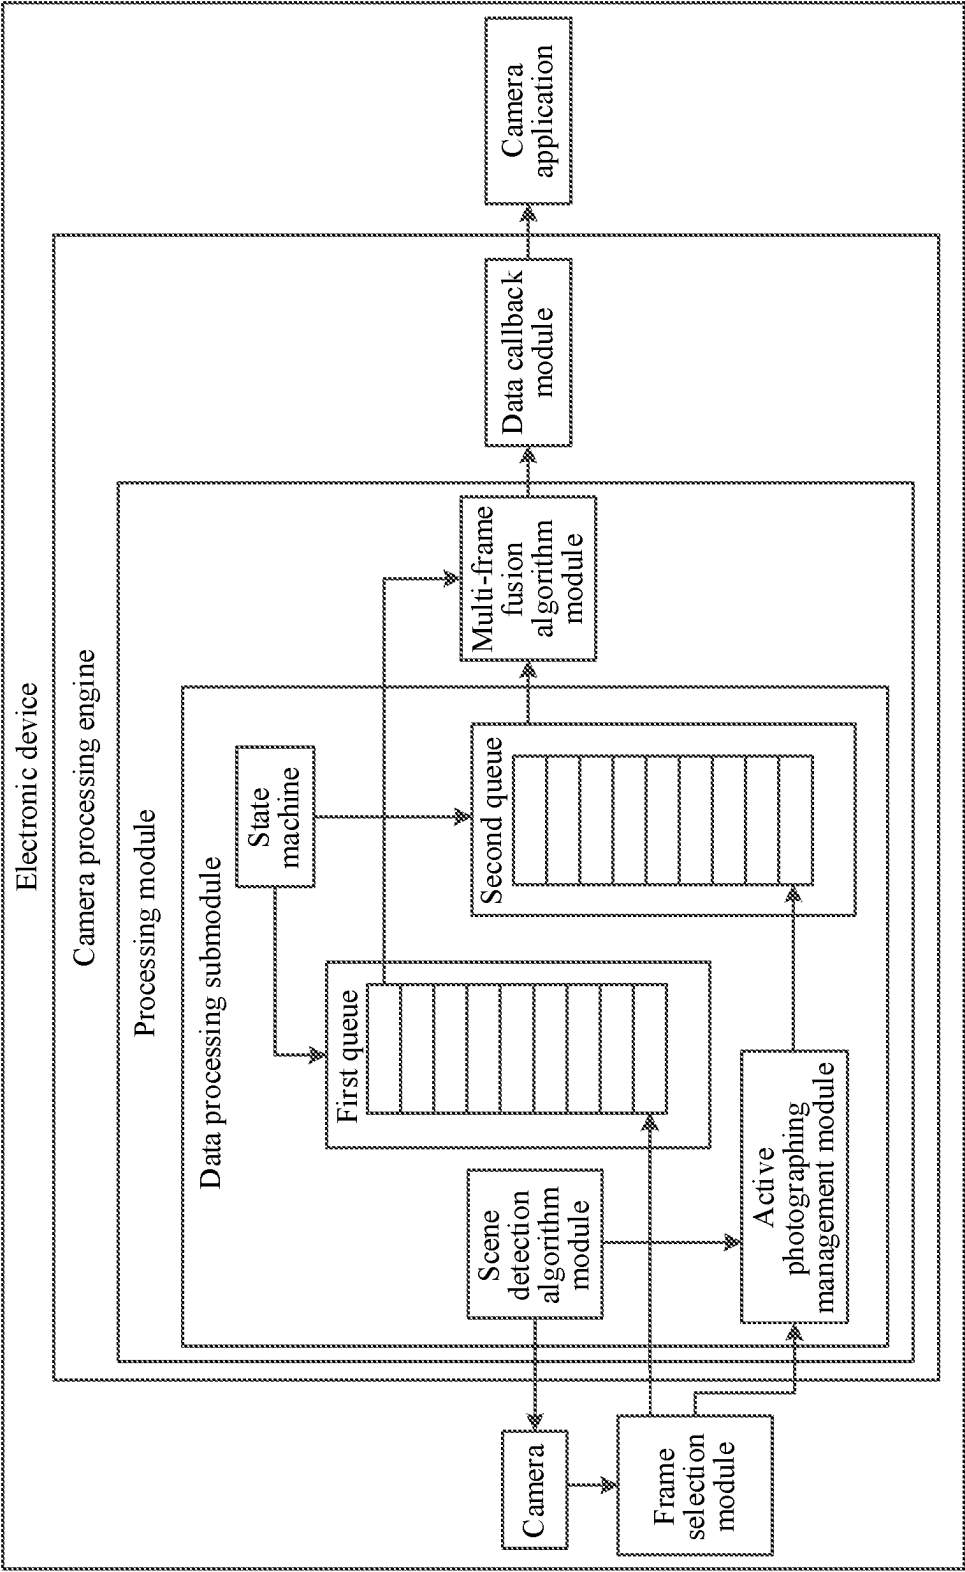 Electronic device
Camera processing engine
Processing module
Data processing submodule
State
machine
First queue
Second queue
Scene
detection
algorithm
module
Active
photographing
management module
Camera
Frame
selection
module
Multi-frame
fusion
algorithm
module
Data callback
module
Camera
application